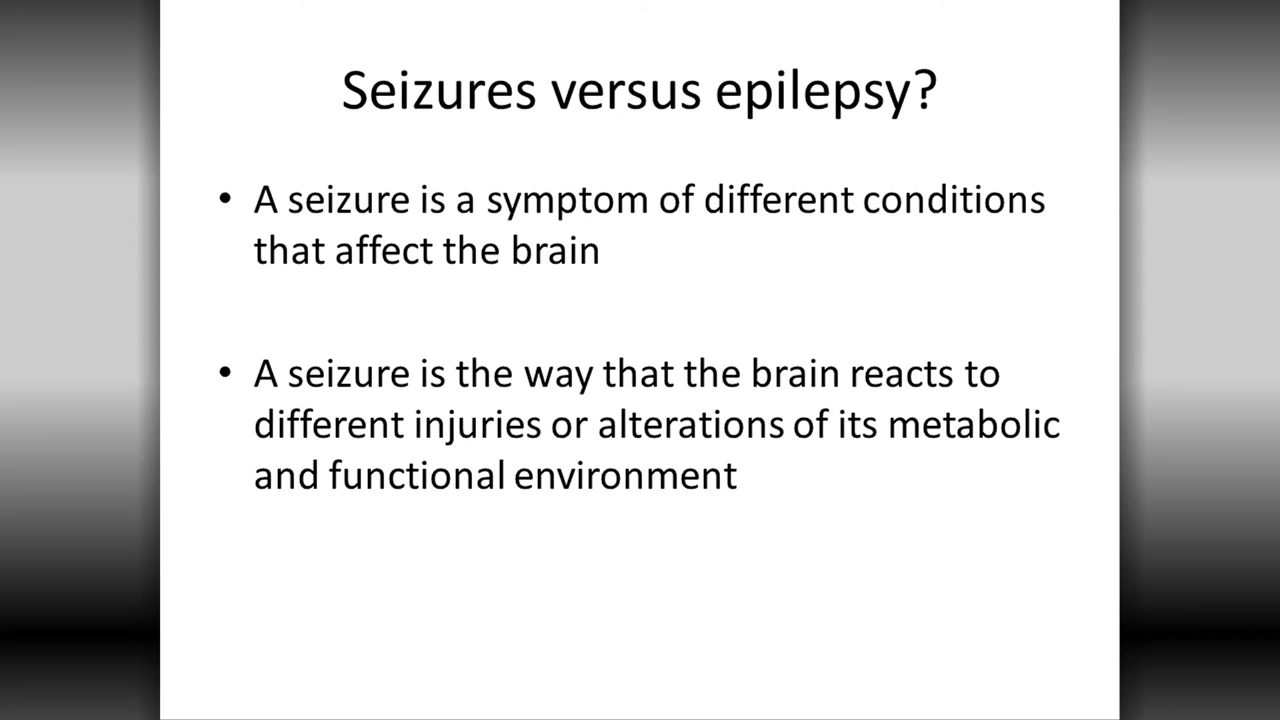 Seizures versus epilepsy?
• A seizure is a symptom of different conditions
that affect the brain
• A seizure is the way that the brain reacts to
different injuries or alterations of its metabolic
and functional environment